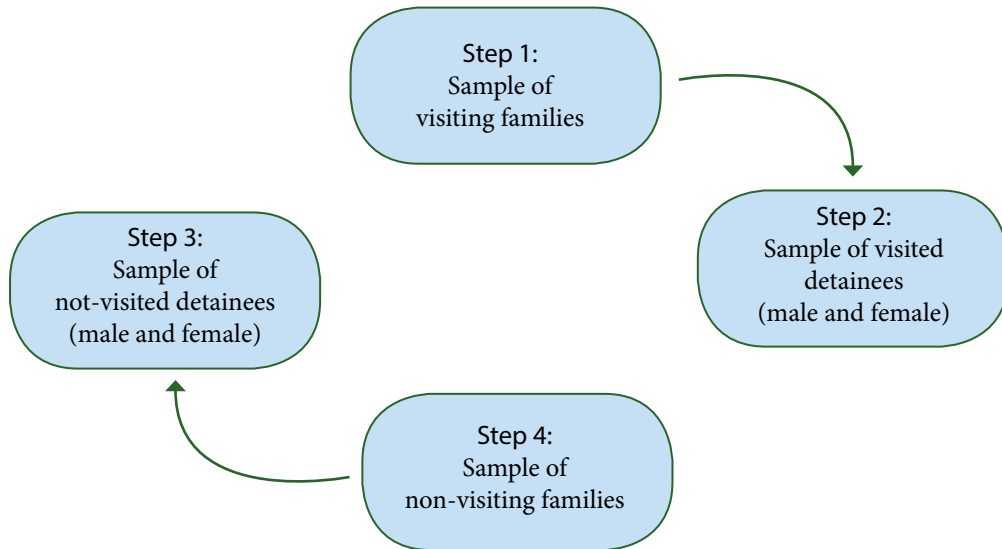 Step 1:
Sample of
visiting families
Step 2:
Sample of visited
detainees
(male and female)
Step 3:
Sample of
not-visited detainees
(male and female)
Step 4:
Sample of
non-visiting families